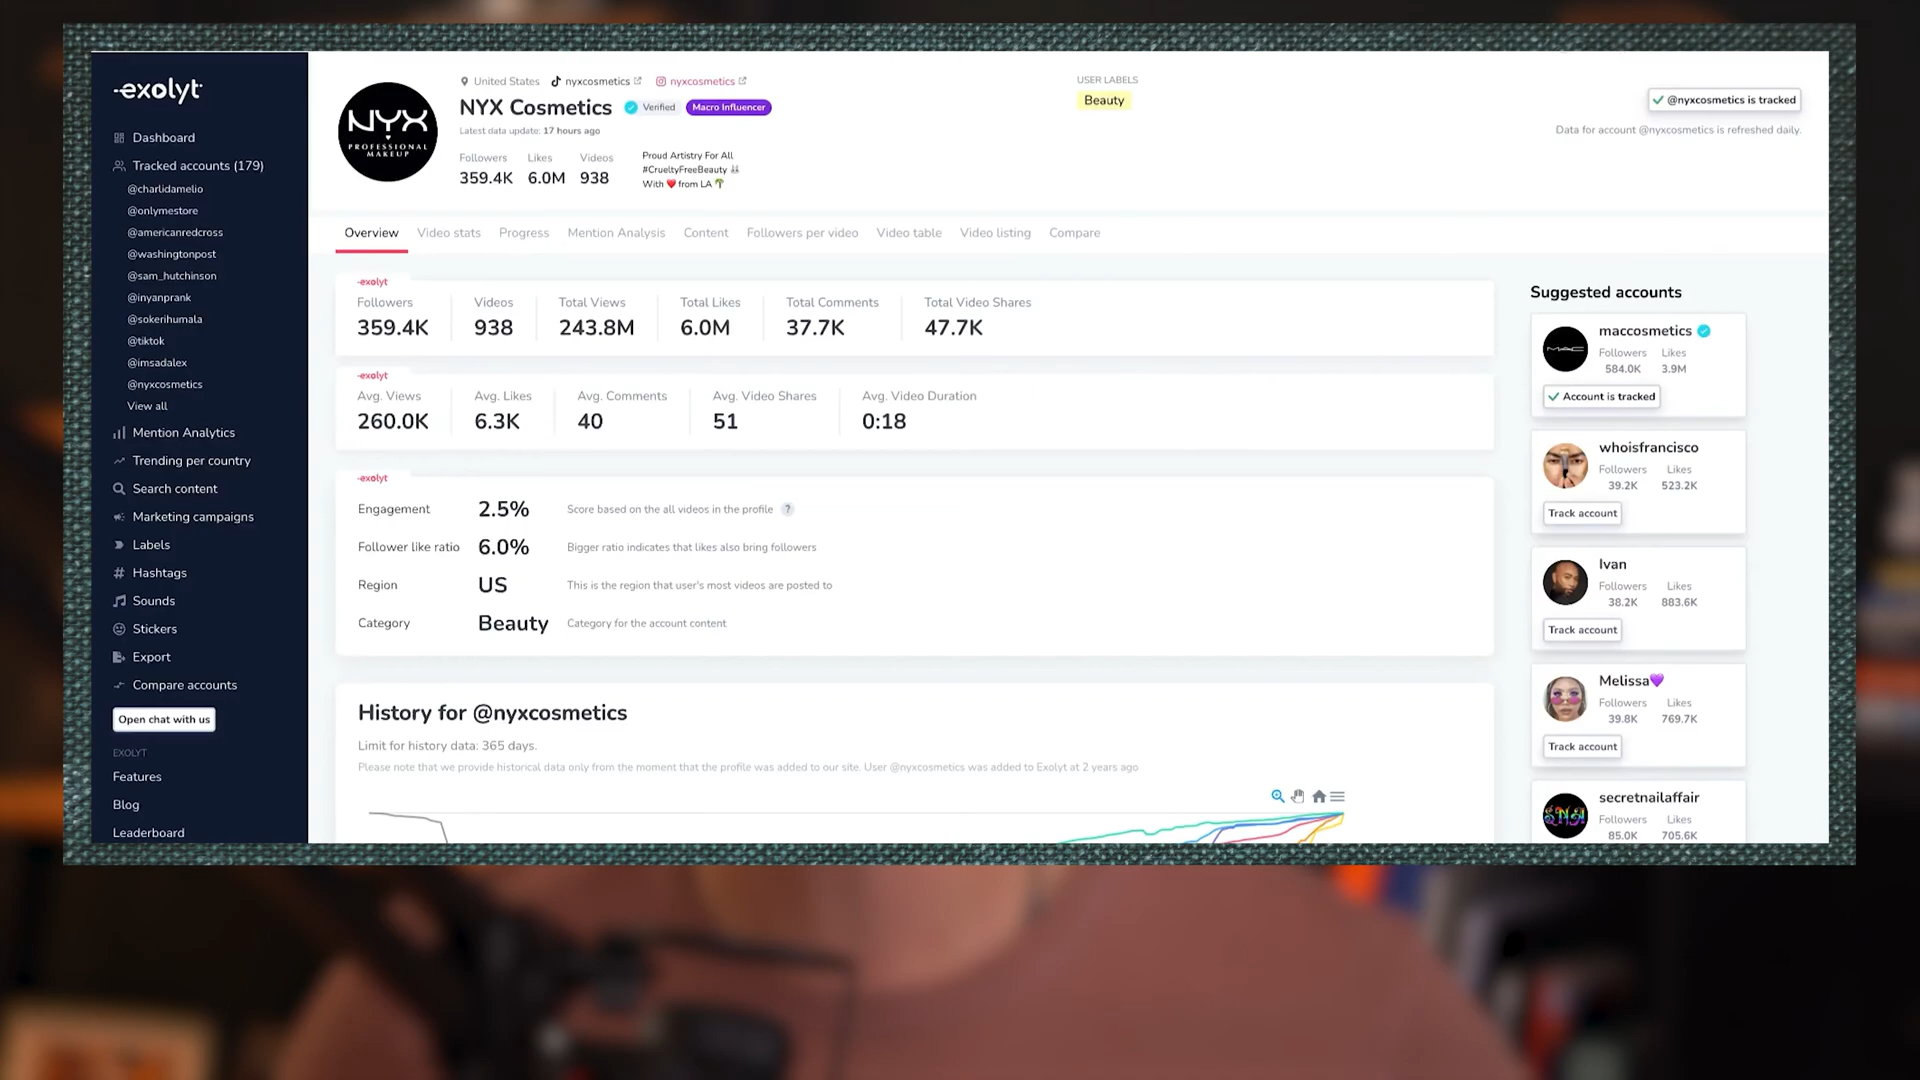 exolyt
Dashboard
Tracked accounts (179)
@charlidamelio
@onlymestore
@americanredcross
@washingtonpost
@sam_hutchinson
@inyanprank
@sokerihumala
@tiktok
@imsadalex
@nyxcosmetics
View all
Mention Analytics
Trending per country
Search content
Marketing campaigns
Labels
Hashtags
Sounds
Stickers
Export
Compare accounts
Open chat with us
EXOLYT
Features
Blog
Leaderboard
NYX
PROFESSIONAL
MAKEUP
United States nyxcosmetics nyxcosmetics
NYX Cosmetics Verified Macro Influencer
Latest data update: 17 hours ago
Followers Likes Videos
359.4K 6.0M 938
Proud Artistry For All
#CrueltyFreeBeauty 🐰
With ❤️ from LA 🌴
USER LABELS
Beauty
@nyxcosmetics is tracked
Data for account @nyxcosmetics is refreshed daily.
Overview Video stats Progress Mention Analysis Content Followers per video Video table Video listing Compare
exolyt
Followers Videos Total Views Total Likes Total Comments Total Video Shares
359.4K 938 243.8M 6.0M 37.7K 47.7K
exolyt
Avg. Views Avg. Likes Avg. Comments Avg. Video Shares Avg. Video Duration
260.0K 6.3K 40 51 0:18
exolyt
Engagement 2.5% Score based on the all videos in the profile ?
Follower like ratio 6.0% Bigger ratio indicates that likes also bring followers
Region US This is the region that user's most videos are posted to
Category Beauty Category for the account content
History for @nyxcosmetics
Limit for history data: 365 days.
Please note that we provide historical data only from the moment that the profile was added to our site. User @nyxcosmetics was added to Exolyt at 2 years ago
Suggested accounts
MAC
maccosmetics
Followers Likes
584.0K 3.9M
Account is tracked
whoisfrancisco
Followers Likes
39.2K 523.2K
Track account
Ivan
Followers Likes
38.2K 883.6K
Track account
Melissa💜
Followers Likes
39.8K 769.7K
Track account
SNA
secretnailaffair
Followers Likes
85.0K 705.6K